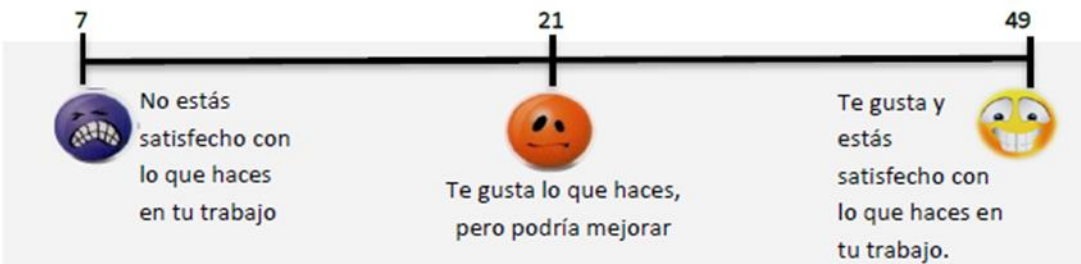 7
21
49
No estás
satisfecho con
lo que haces
en tu trabajo
Te gusta lo que haces,
pero podría mejorar
Te gusta y
estás
satisfecho con
lo que haces en
tu trabajo.